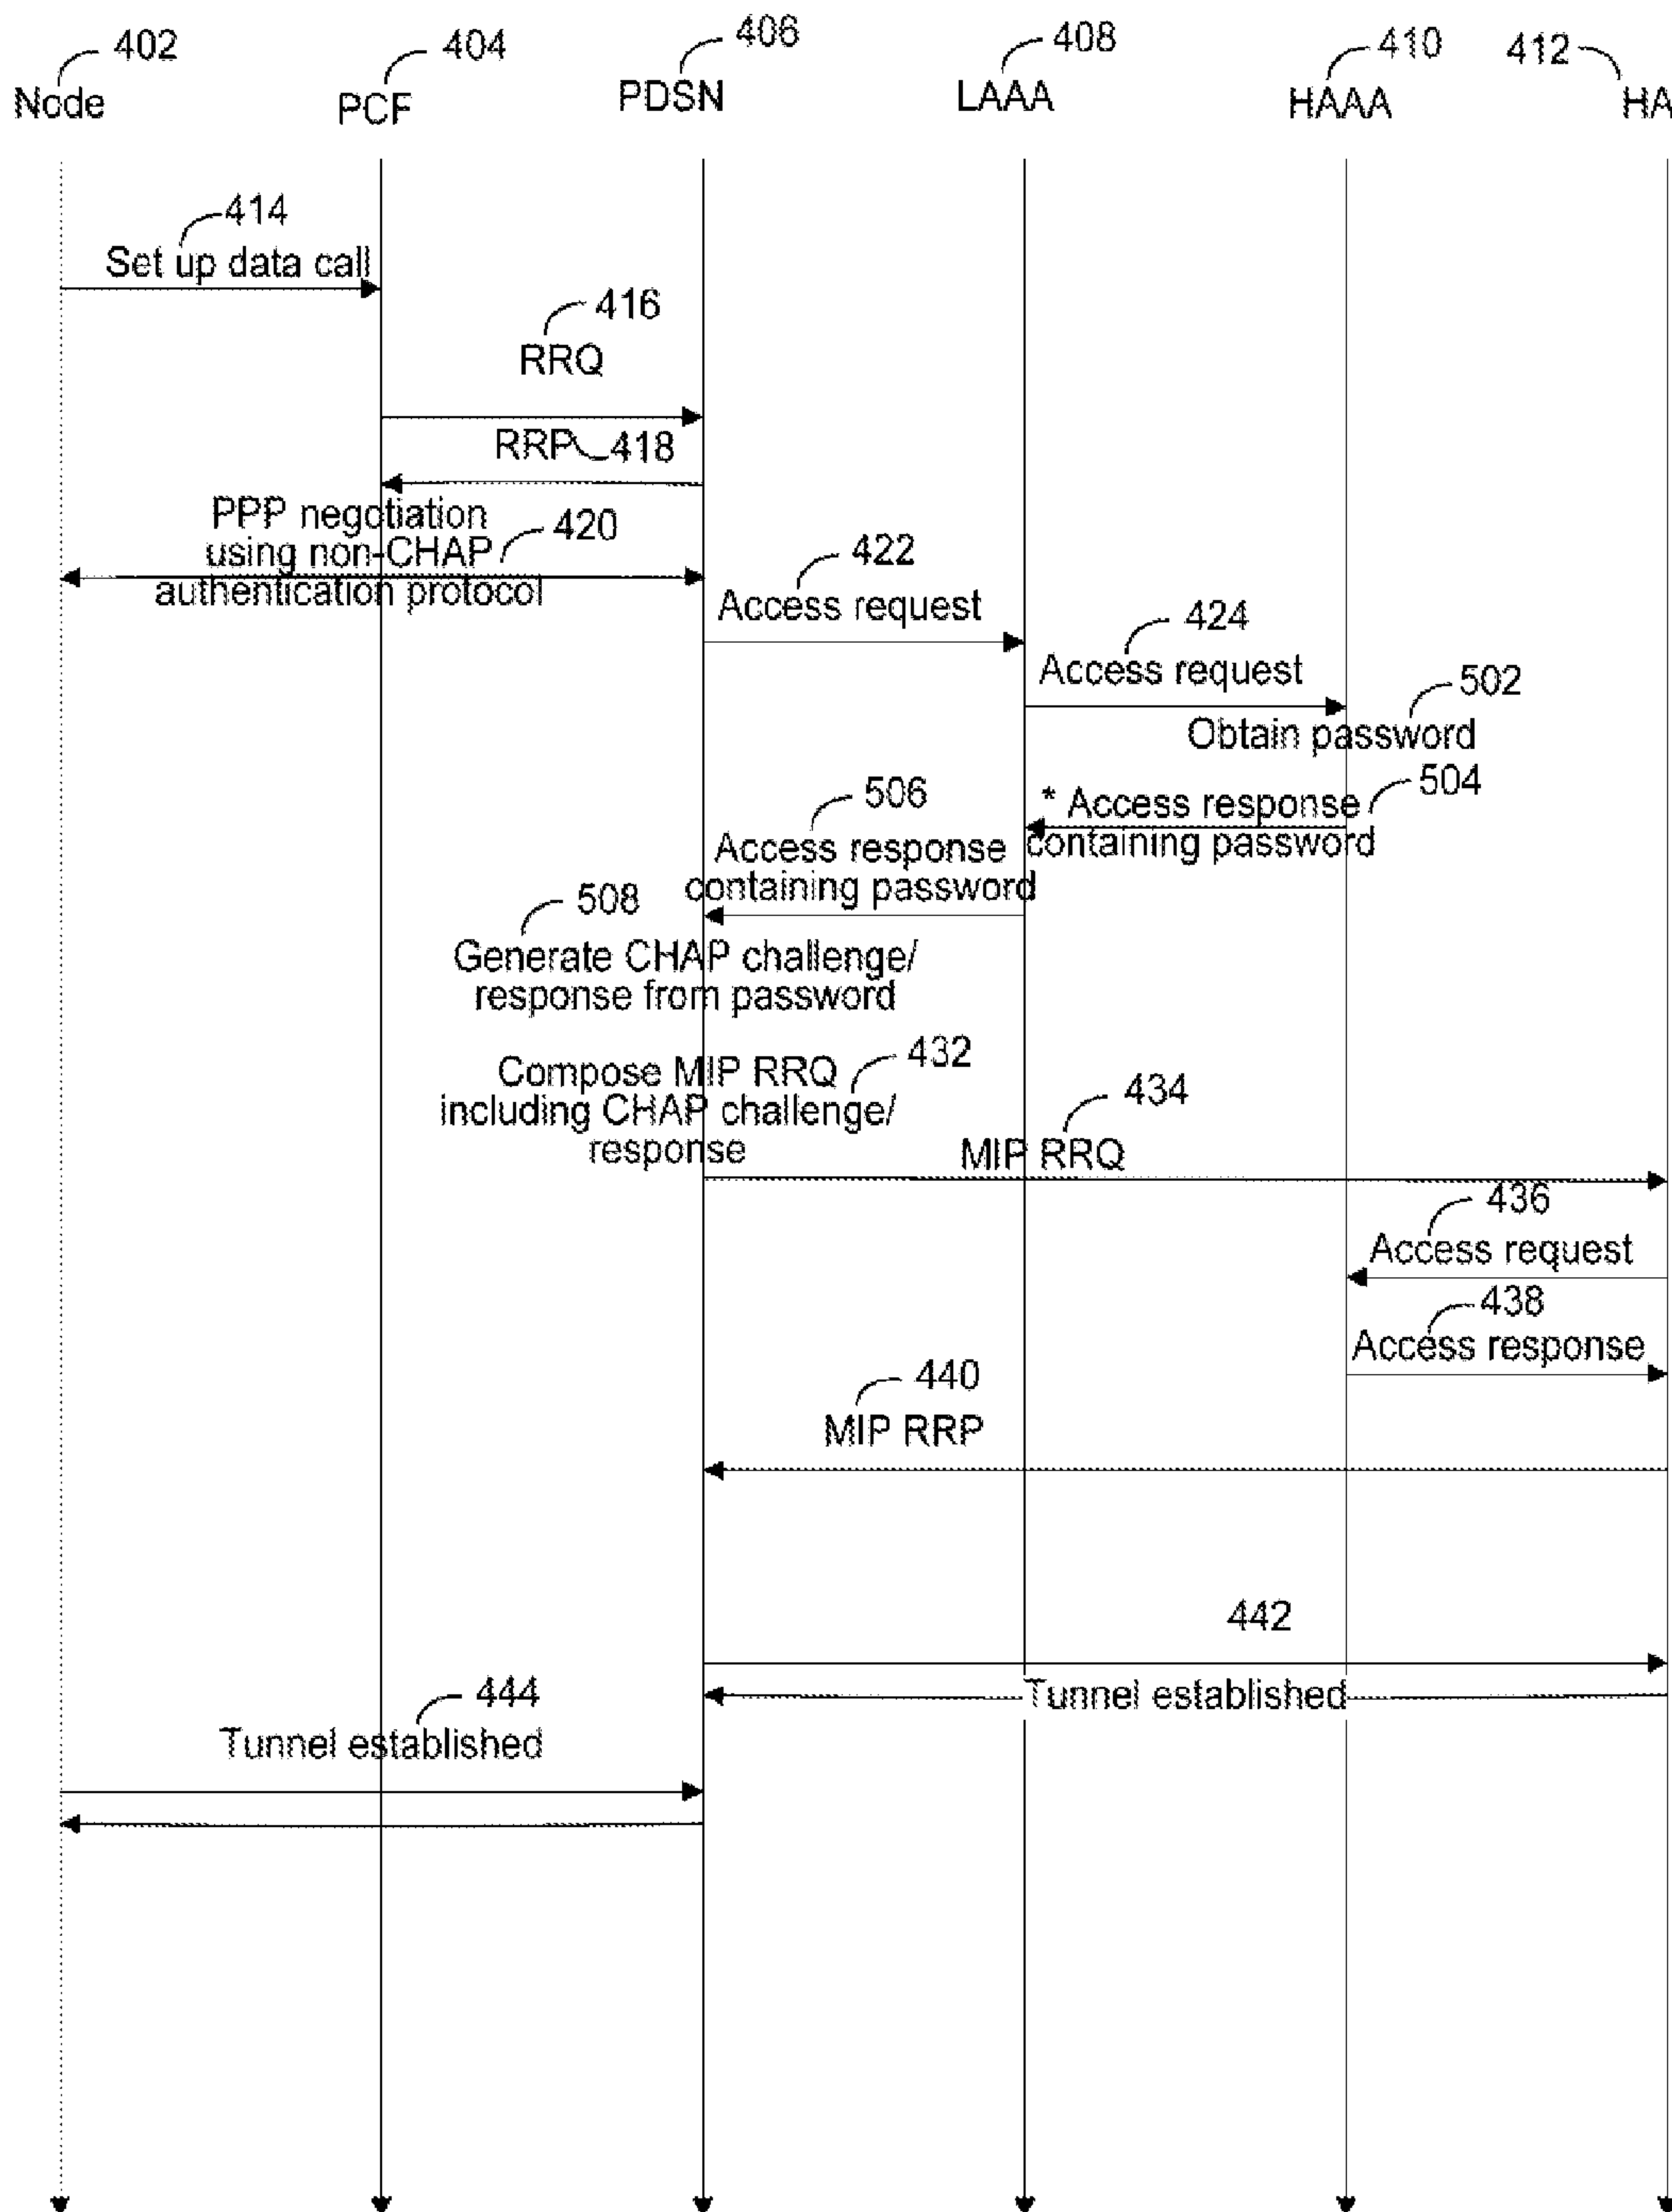 402
404
406
408
410
412
Node
PCF
PDSN
LAAA
HAAA
HA
414
Set up data call
416
RRQ
RRP 418
PPP negotiation
using non-CHAP
authentication protocol
420
422
Access request
424
Access request
502
Obtain password
504
* Access response
containing password
506
Access response
containing password
508
Generate CHAP challenge/
response from password
432
Compose MIP RRQ
including CHAP challenge/
response
434
MIP RRQ
436
Access request
438
Access response
440
MIP RRP
442
Tunnel established
444
Tunnel established